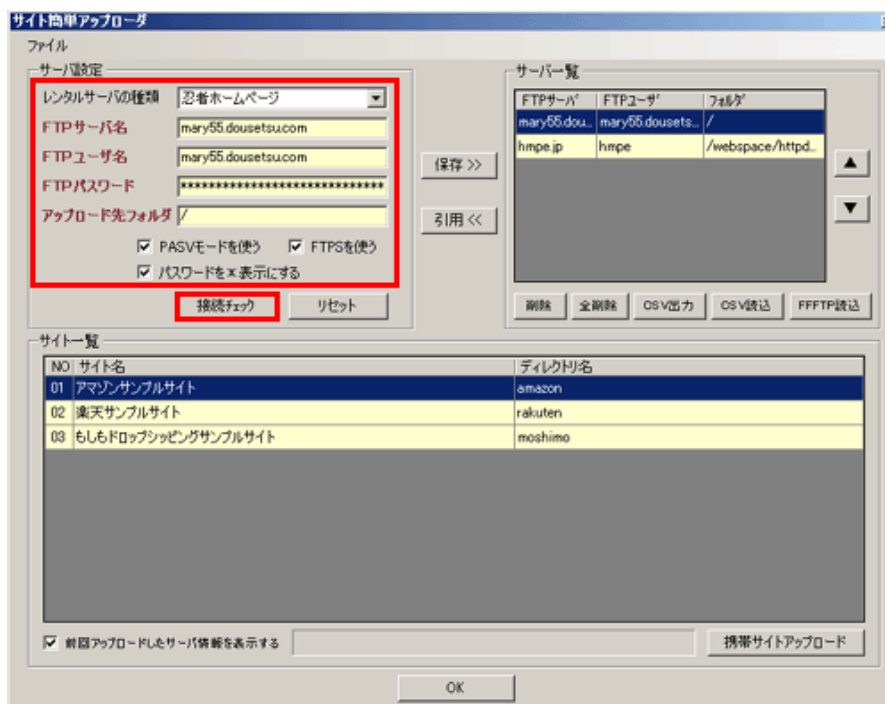 サイト簡単アップローダ
ファイル
サーバ設定
レンタルサーバの種類 忍者ホームページ
FTPサーバ名 mary55.dousetsu.com
FTPユーザ名 mary55.dousetsu.com
FTPパスワード ******************************
アップロード先フォルダ /
PASVモードを使う FTPSを使う
パスワードを×表示にする
接続チェック リセット
保存 >>
引用 <<
サーバー覧
FTPサーバ FTPユーザ フォルダ
mary55.dou... mary55.dousets... /
hmpe.jp hmpe /webspace/httpd...
▲
▼
削除 全削除 CSV出力 CSV読込 FFFTP読込
サイト一覧
NO サイト名 ディレクトリ名
01 アマゾンサンプルサイト amazon
02 楽天サンプルサイト rakuten
03 もしもドロップシッピングサンプルサイト moshimo
前回アップロードしたサーバ情報を表示する 携帯サイトアップロード
OK